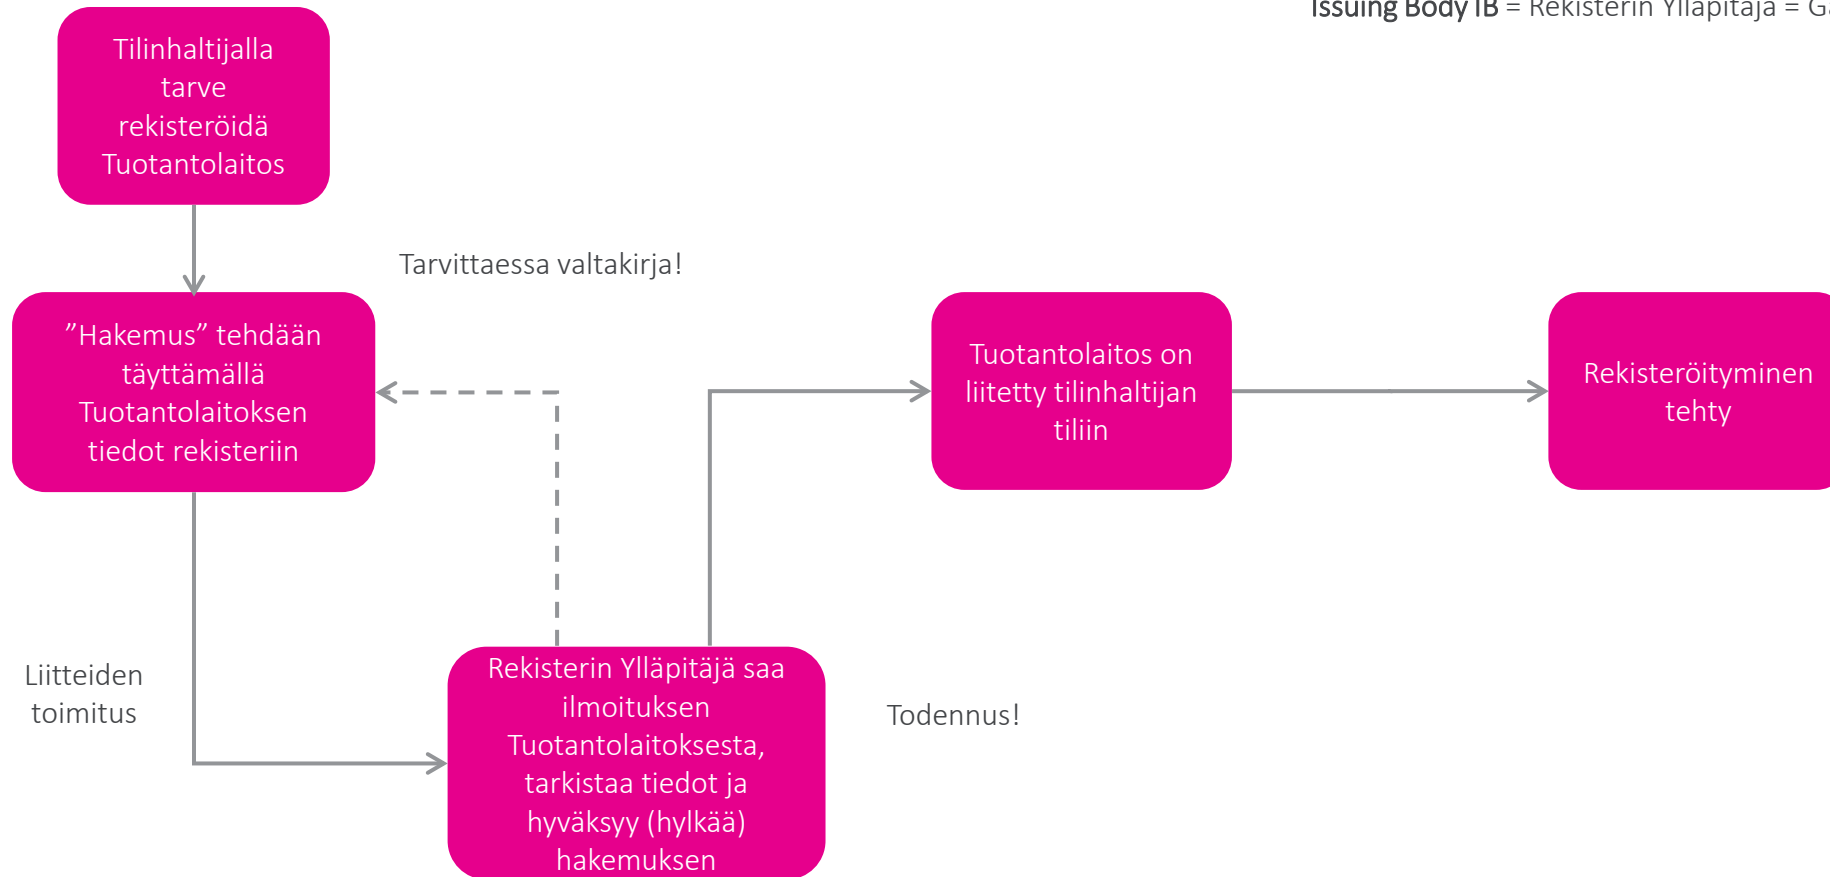 Issuing Body IB = Rekisterin Ylläpitäjä =
Tilinhaltijalla
tarve
rekisteröidä
Tuotantolaitos
Tarvittaessa valtakirja!
”Hakemus” tehdään
täyttämällä
Tuotantolaitoksen
tiedot rekisteriin
Tuotantolaitos on
liitetty tilinhaltijan
tiliin
Rekisteröityminen
tehty
Liitteiden
toimitus
Rekisterin Ylläpitäjä saa
ilmoituksen
Tuotantolaitoksesta,
tarkistaa tiedot ja
hyväksyy (hylkää)
hakemuksen
Todennus!